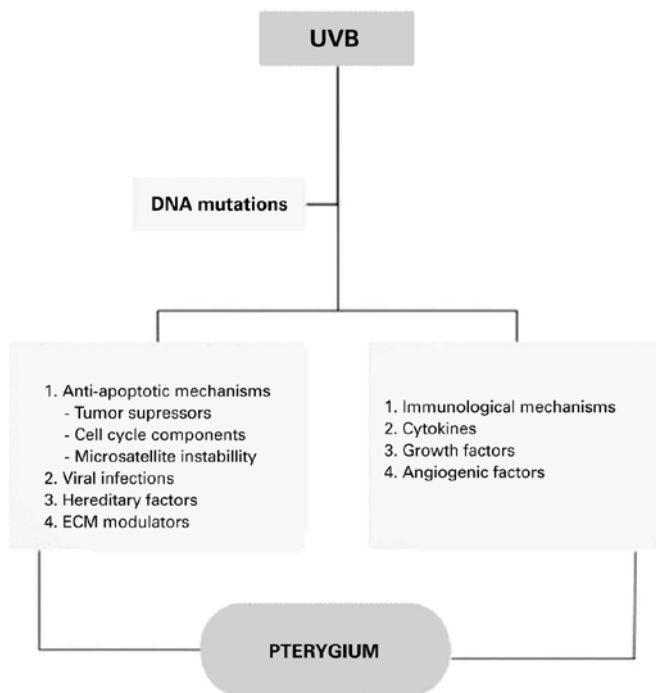 UVB
DNA mutations
1. Anti-apoptotic mechanisms
- Tumor supressors
- Cell cycle components
- Microsatellite instabillity
2. Viral infections
3. Hereditary factors
4. ECM modulators
1. Immunological mechanisms
2. Cytokines
3. Growth factors
4. Angiogenic factors
PTERYGIUM